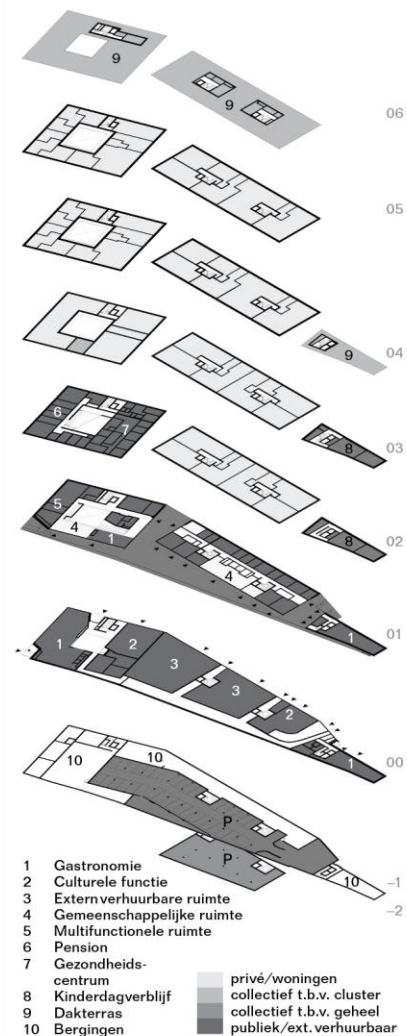 9
9
06
05
9
04
6
7
8
03
5
4
1
4
8
02
1
01
1
2
3
3
2
1
00
10
10
P
P
10
-1
-2
1 Gastronomie
2 Culturele functie
3 Extern verhuurbare ruimte
4 Gemeenschappelijke ruimte
5 Multifunctionele ruimte
6 Pension
7 Gezondheids-
centrum
8 Kinderdagverblijf
9 Dakterras
10 Bergingen
privé/woningen
collectief t.b.v. cluster
collectief t.b.v. geheel
publiek/ext. verhuurbaar